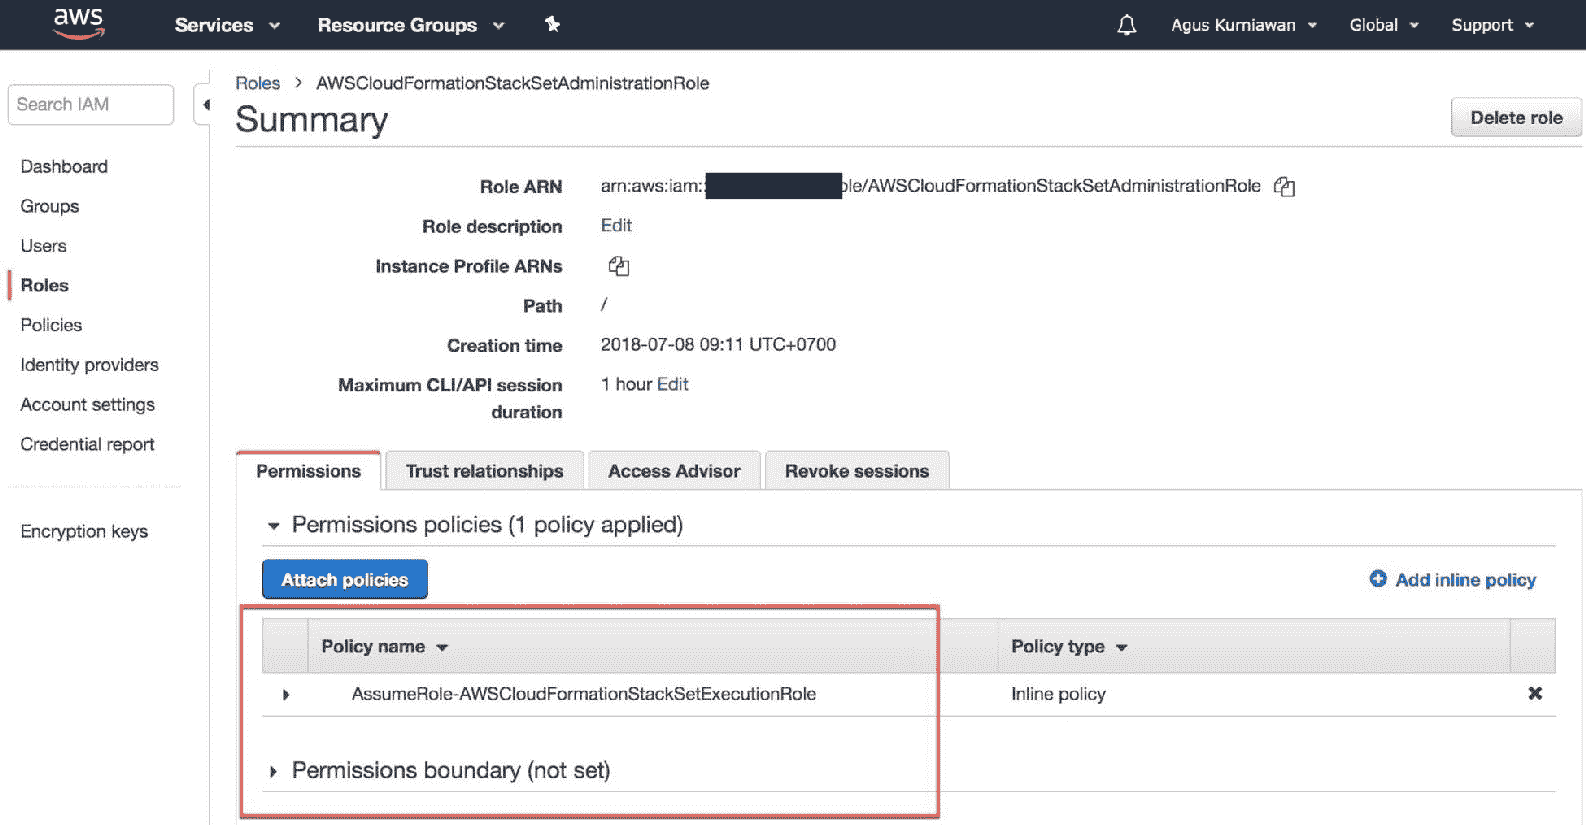 aws Services Resource Groups Agus Kurniawan Global Support
Search IAM
Dashboard
Groups
Users
Roles
Policies
Identity providers
Account settings
Credential report
Encryption keys
Roles > AWSCloudFormationStackSetAdministrationRole
Summary
Delete role
Role ARN arn:aws:iam:: ole/AWSCloudFormationStackSetAdministrationRole
Role description Edit
Instance Profile ARNs
Path /
Creation time 2018-07-08 09:11 UTC+0700
Maximum CLI/API session 1 hour Edit
duration
Permissions Trust relationships Access Advisor Revoke sessions
Permissions policies (1 policy applied)
Attach policies Add inline policy
Policy name Policy type
AssumeRole-AWSCloudFormationStackSetExecutionRole Inline policy
Permissions boundary (not set)